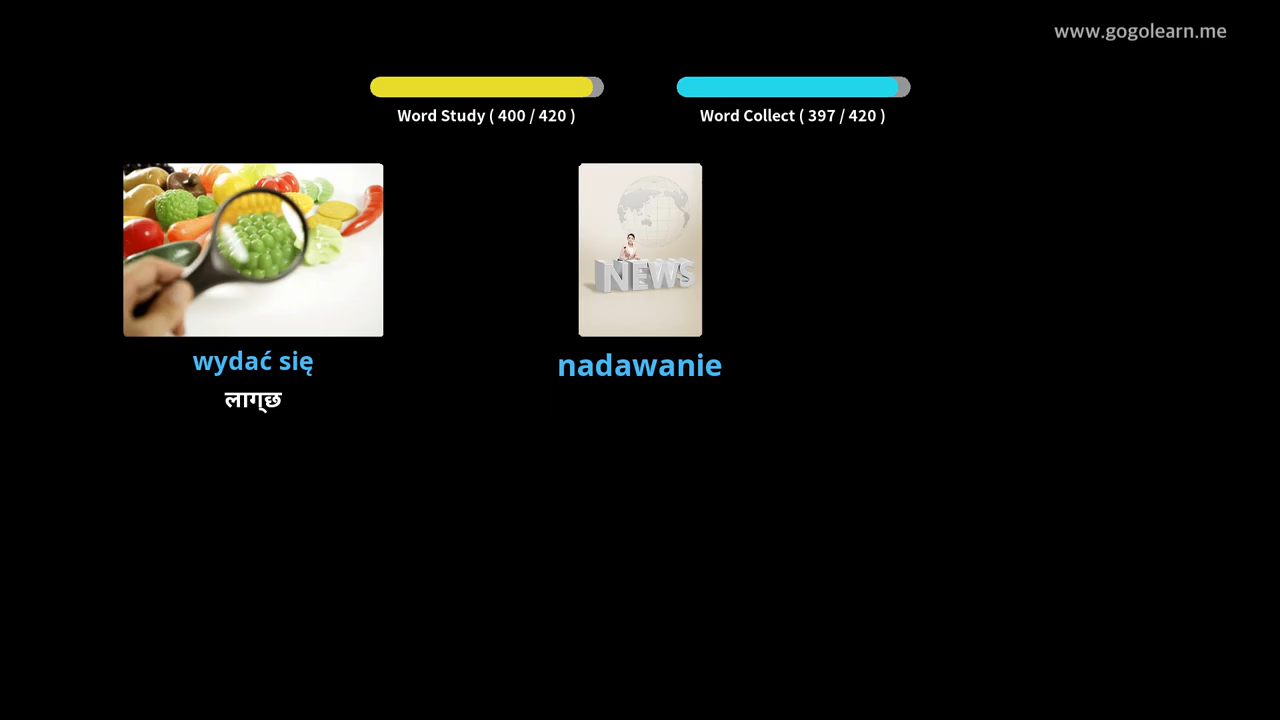 www.gogolearn.me
Word Study ( 400 / 420 )
Word Collect ( 397 / 420 )
NEWS
wydać się
लाग्छ
nadawanie